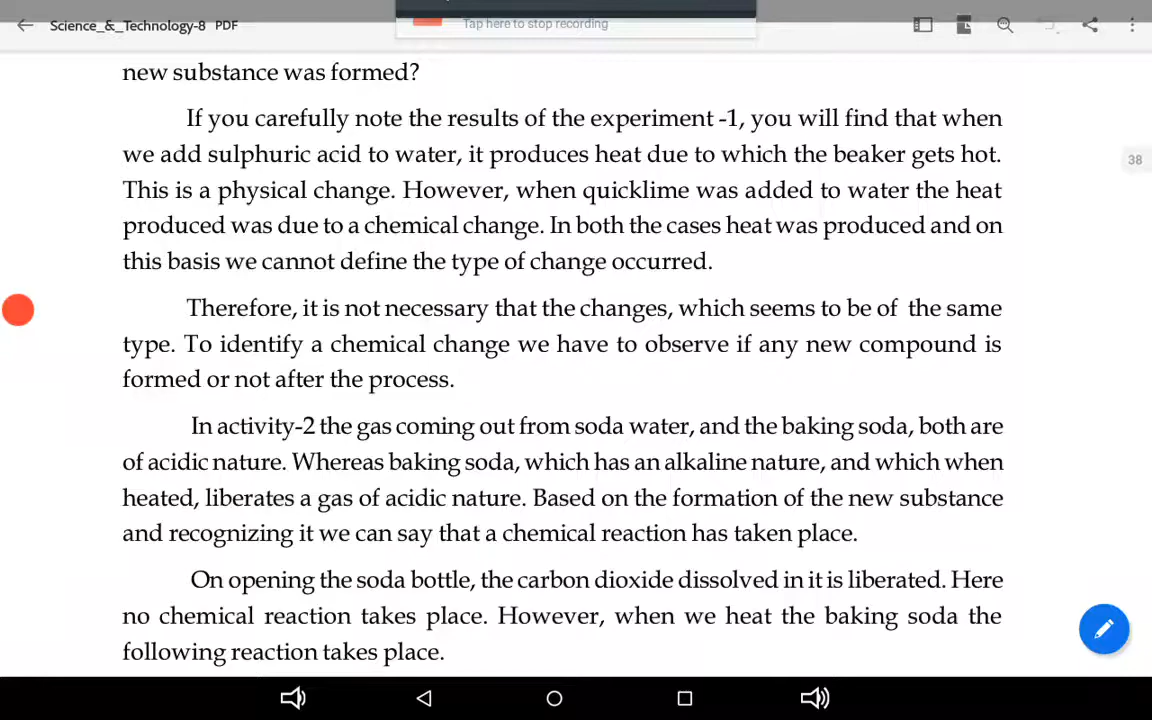 Science_&_Technology-8 PDF
Tap here to stop recording
new substance was formed?
If you carefully note the results of the experiment -1, you will find that when
we add sulphuric acid to water, it produces heat due to which the beaker gets hot.
This is a physical change. However, when quicklime was added to water the heat
produced was due to a chemical change. In both the cases heat was produced and on
this basis we cannot define the type of change occurred.
38
Therefore, it is not necessary that the changes, which seems to be of the same
type. To identify a chemical change we have to observe if any new compound is
formed or not after the process.
In activity-2 the gas coming out from soda water, and the baking soda, both are
of acidic nature. Whereas baking soda, which has an alkaline nature, and which when
heated, liberates a gas of acidic nature. Based on the formation of the new substance
and recognizing it we can say that a chemical reaction has taken place.
On opening the soda bottle, the carbon dioxide dissolved in it is liberated. Here
no chemical reaction takes place. However, when we heat the baking soda the
following reaction takes place.